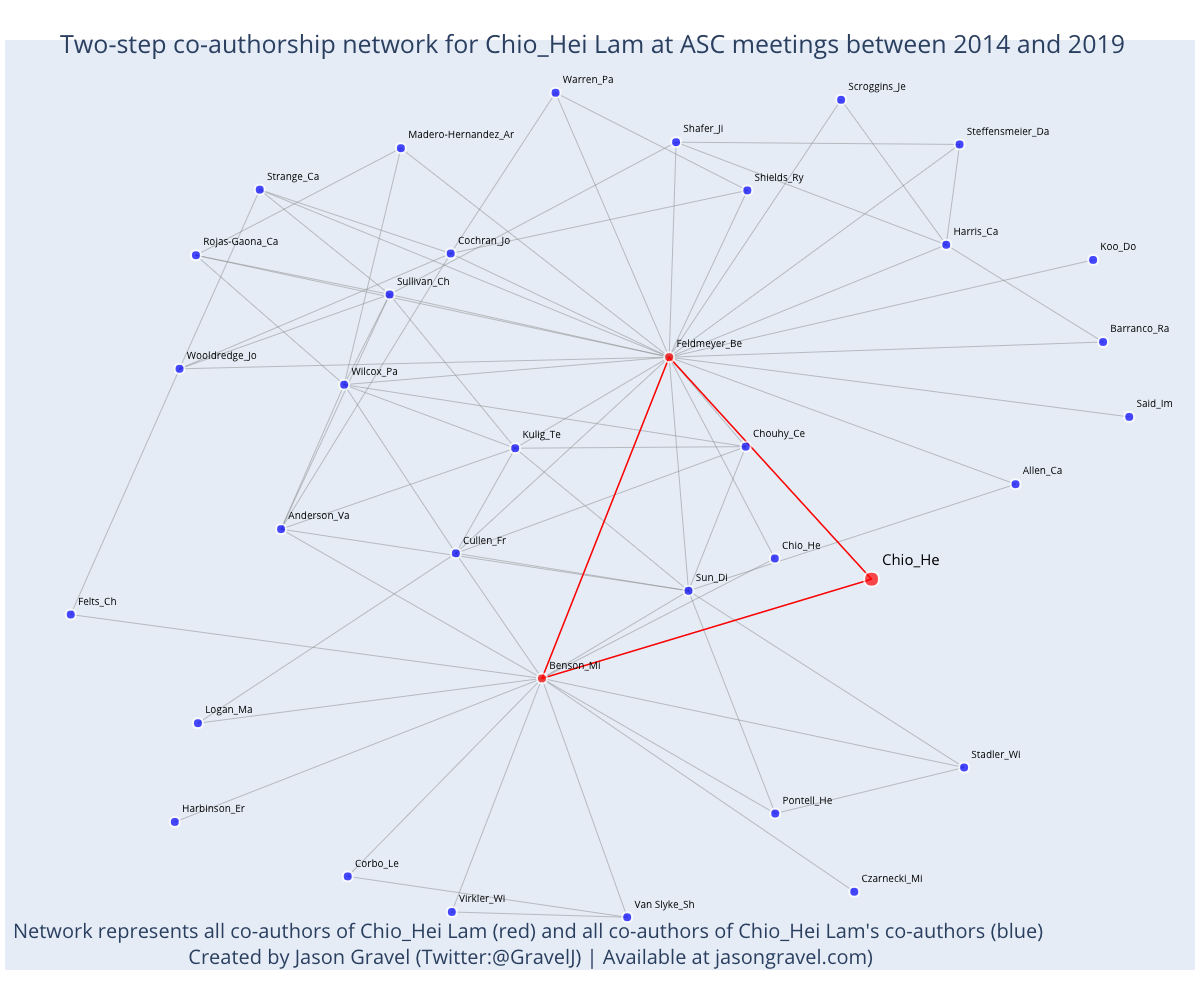 Two-step co-authorship network for Chio_Hei Lam at ASC meetings between 2014 and 2019
Warren_Pa
Scroggins_Je
Shafer_Ji
Madero-Hernandez_Ar
Steffensmeier_Da
Strange_Ca
Shields_Ry
Harris_Ca
Rojas-Gaona_Ca
Cochran_Jo
Koo_Do
Sullivan_Ch
Barranco_Ra
Feldmeyer_Be
Wooldredge_Jo
Wilcox_Pa
Said_Im
Kulig_Te
Chouhy_Ce
Allen_Ca
Anderson_Va
Cullen_Fr
Chio_He
Chio_He
Sun_Di
Felts_Ch
Benson_Mi
Logan_Ma
Stadler_Wi
Pontell_He
Harbinson_Er
Corbo_Le
Czarnecki_Mi
Virkler_Wi
Van Slyke_Sh
Network represents all co-authors of Chio_Hei Lam (red) and all co-authors of Chio_Hei Lam's co-authors (blue)
Created by Jason Gravel (Twitter:@GravelJ) | Available at jasongravel.com)